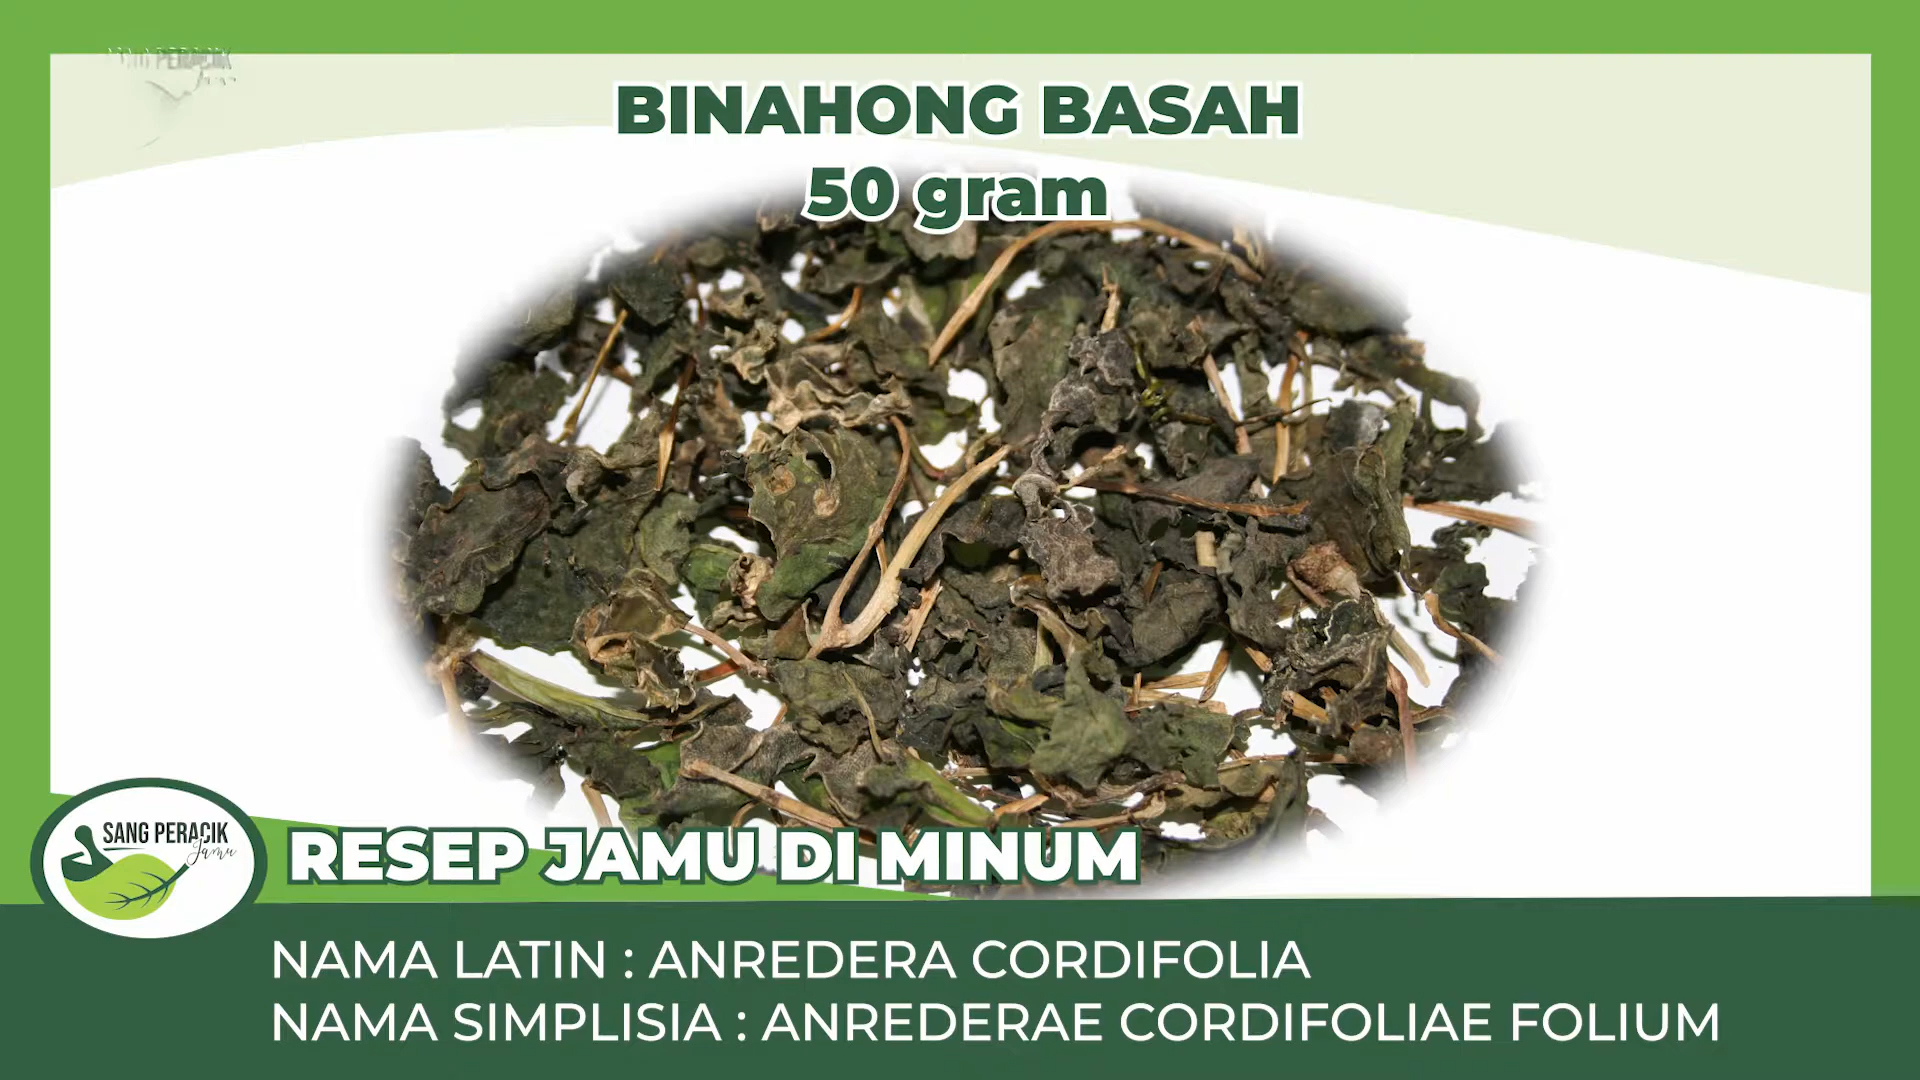 BINAHONG BASAH
50 gram
SANG PERACIK
Jamu
RESEP JAMU DI MINUM
NAMA LATIN : ANREDERA CORDIFOLIA
NAMA SIMPLISIA : ANREDERAE CORDIFOLIAE FOLIUM